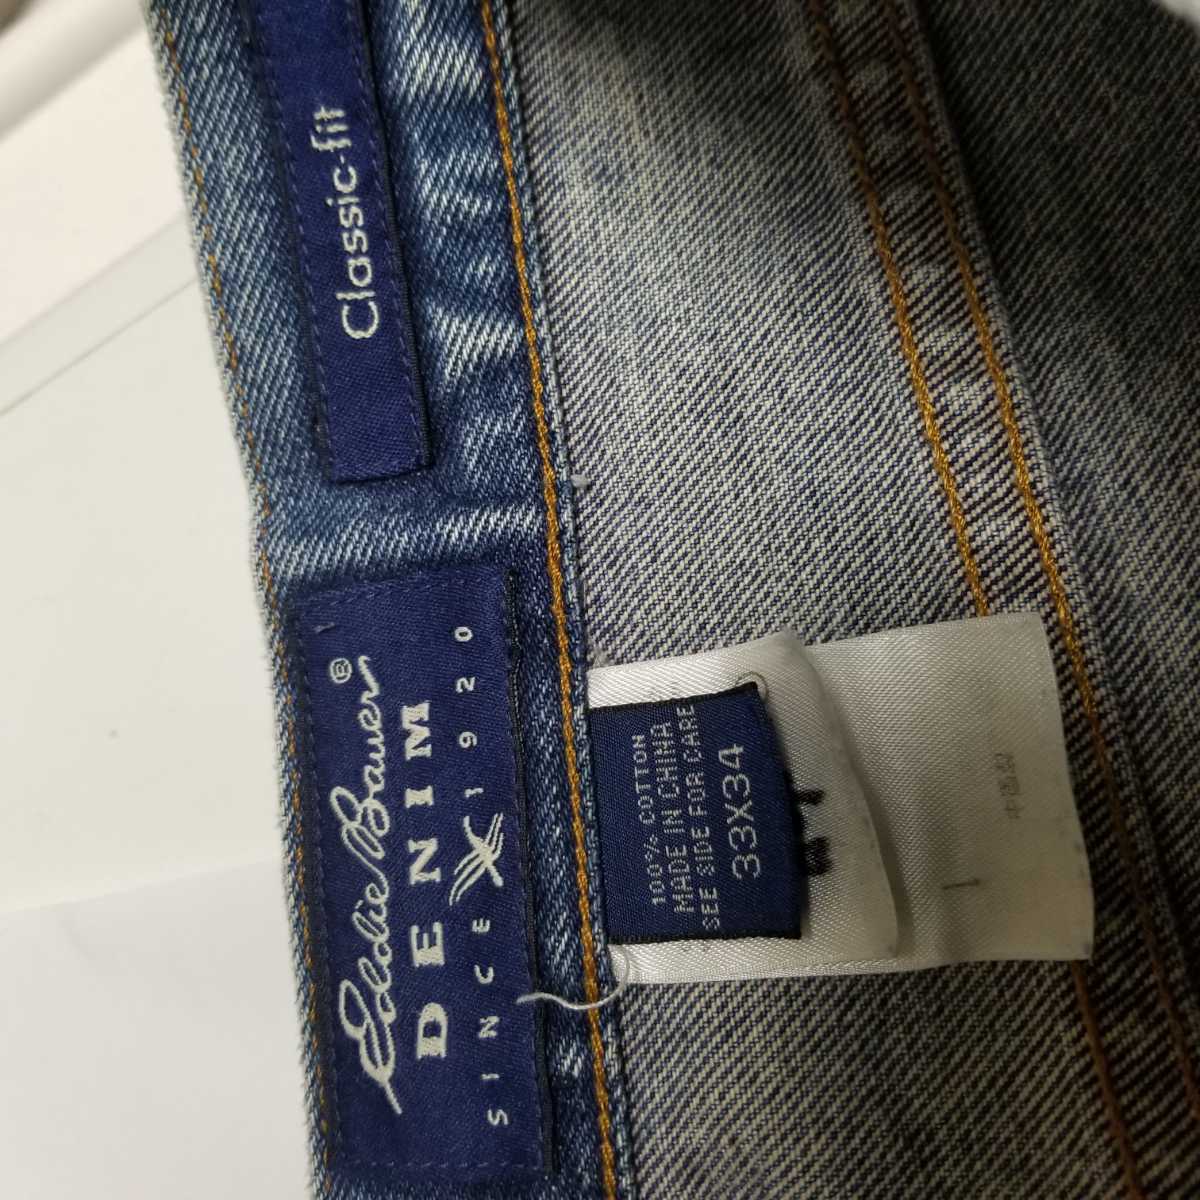 Classic-fit
Eddie Bauer®
DENIM
SINCE 1920
100% COTTON
MADE IN CHINA
SEE SIDE FOR CARE
33X34